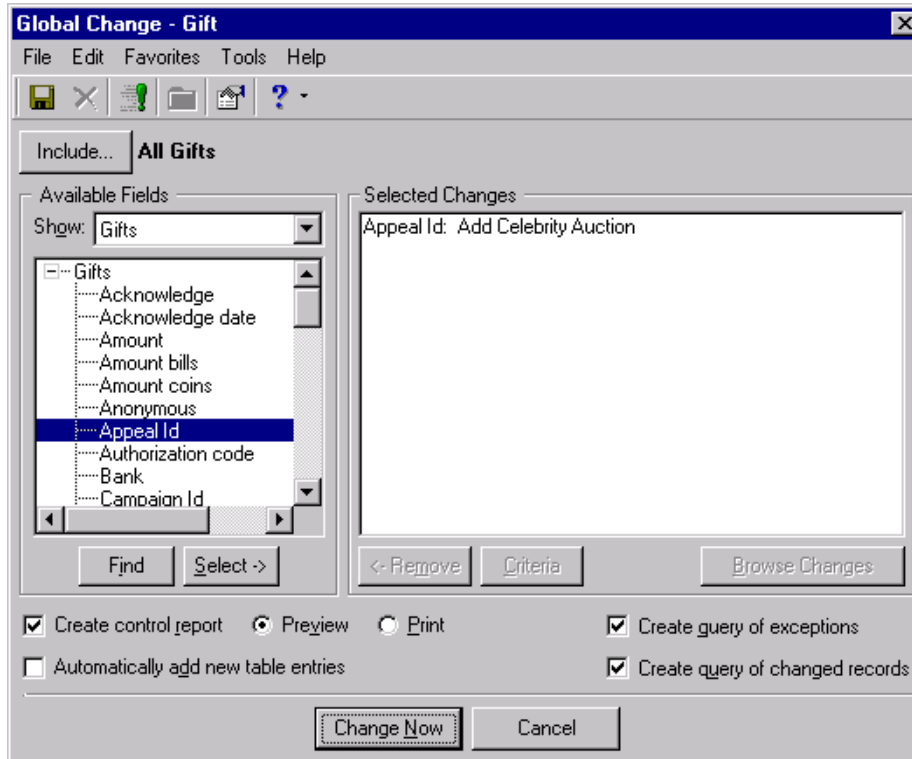 Global Change - Gift
File Edit Favorites Tools Help
?
Include... All Gifts
Available Fields
Show: Gifts
Gifts
Acknowledge
Acknowledge date
Amount
Amount bills
Amount coins
Anonymous
Appeal Id
Authorization code
Bank
Campaign Id
Find Select ->
Selected Changes
Appeal Id: Add Celebrity Auction
<- Remove Criteria Browse Changes
Create control report Preview Print Create query of exceptions
Automatically add new table entries Create query of changed records
Change Now Cancel